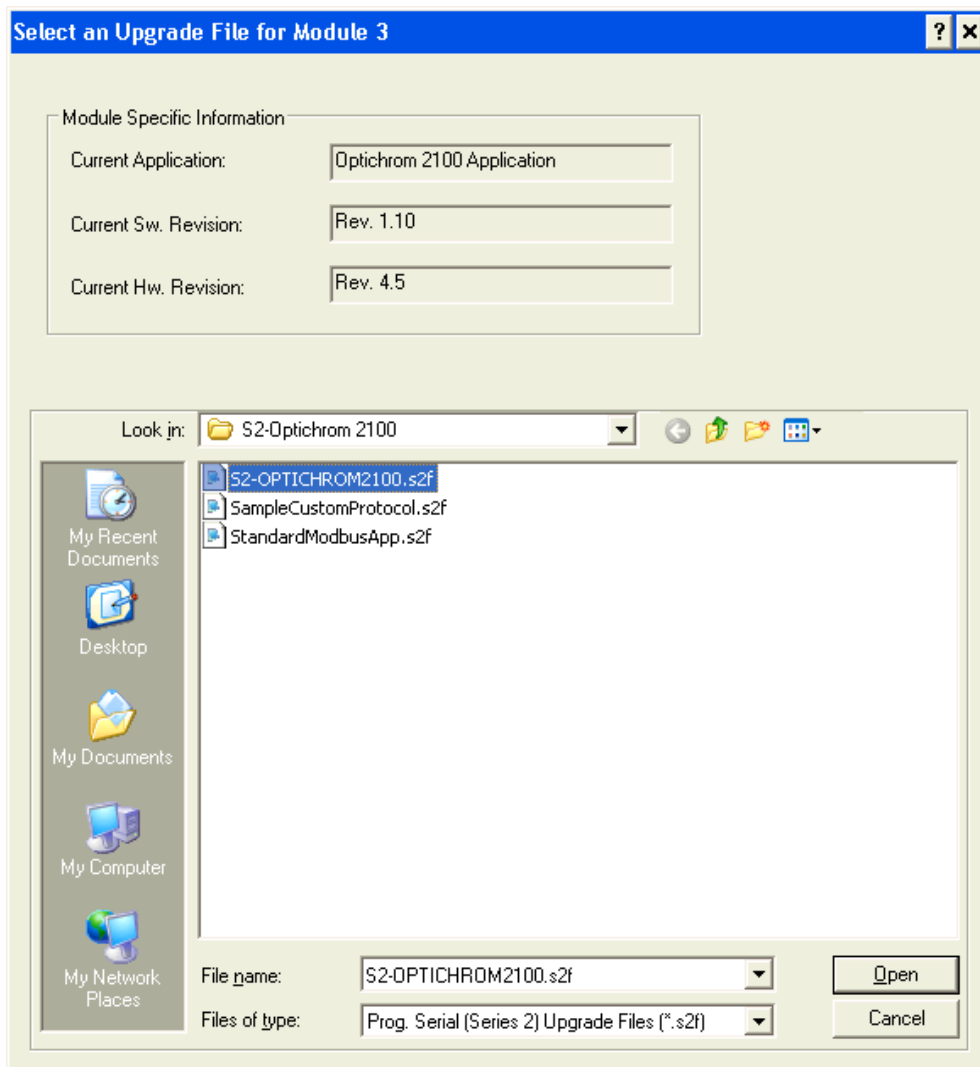 Select an Upgrade File for Module 3
Module Specific Information
Current Application: Optichrom 2100 Application
Current Sw. Revision: Rev. 1.10
Current Hw. Revision: Rev. 4.5
Look in: S2-Optichrom 2100
S2-OPTICHROM2100.s2f
SampleCustomProtocol.s2f
StandardModbusApp.s2f
My Recent
Documents
Desktop
My Documents
My Computer
My Network
Places
File name: S2-OPTICHROM2100.s2f Open
Files of type: Prog. Serial (Series 2) Upgrade Files (*.s2f) Cancel